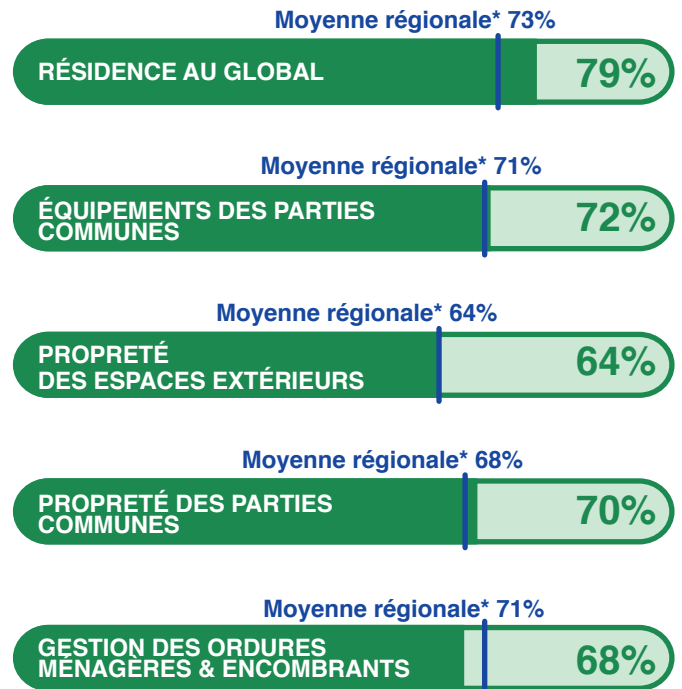 Moyenne régionale* 73%
RÉSIDENCE AU GLOBAL 79%
Moyenne régionale* 71%
ÉQUIPEMENTS DES PARTIES
COMMUNES
72%
Moyenne régionale* 64%
PROPRETÉ
DES ESPACES EXTÉRIEURS
64%
Moyenne régionale* 68%
PROPRETÉ DES PARTIES
COMMUNES
70%
Moyenne régionale* 71%
GESTION DES ORDURES
MÉNAGÈRES & ENCOMBRANTS
68%